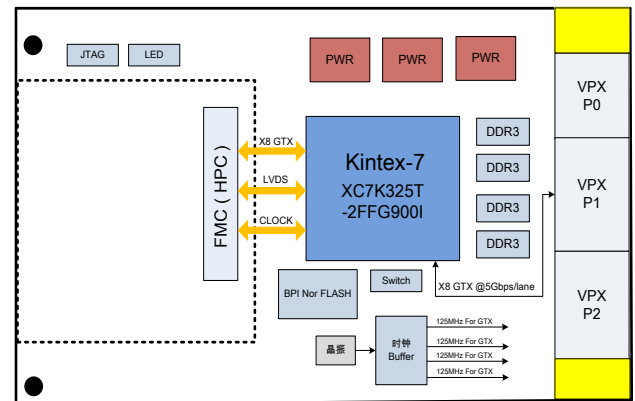 JTAG
LED
PWR
PWR
PWR
VPX
P0
FMC（HPC）
X8 GTX
LVDS
CLOCK
Kintex-7
XC7K325T
-2FFG900I
DDR3
DDR3
DDR3
DDR3
VPX
P1
BPI Nor FLASH
Switch
X8 GTX @5Gbps/lane
VPX
P2
晶振
时钟
Buffer
125MHz For GTX
125MHz For GTX
125MHz For GTX
125MHz For GTX